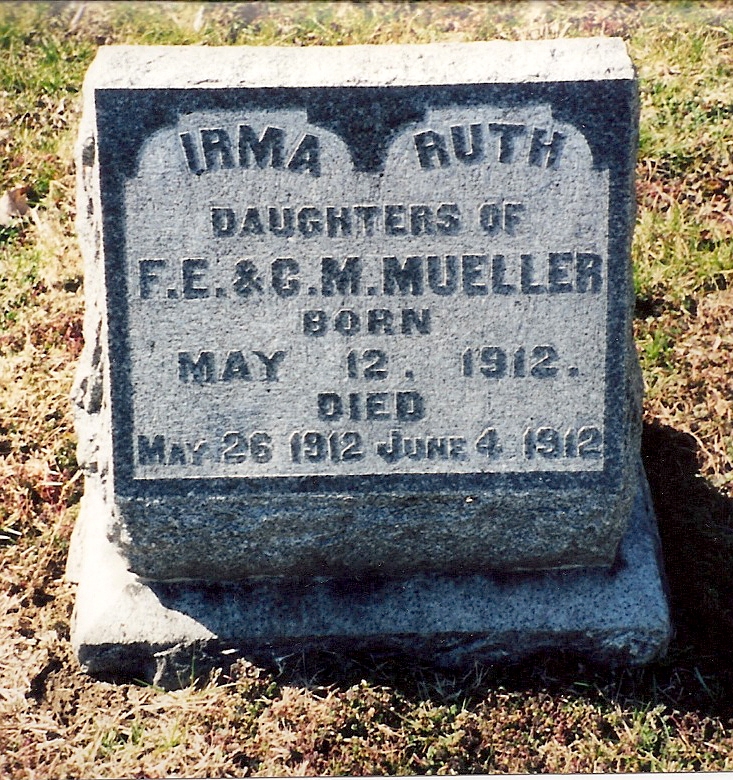 IRMA RUTH
DAUGHTERS OF
F.E. & C.M. MUELLER
BORN
MAY 12, 1912.
DIED
MAY 26 1912 JUNE 4 1912